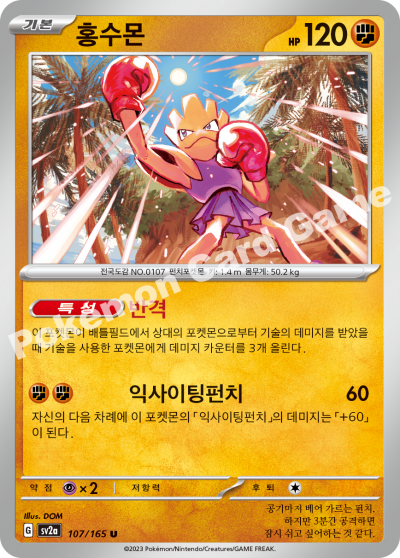 기본 홍수몬 HP 120
Pokémon Card Game
전국도감 NO.0107 펀치포켓몬 키: 1.4 m 몸무게: 50.2 kg
특성 반격
이 포켓몬이 배틀필드에서 상대의 포켓몬으로부터 기술의 데미지를 받았을
때 기술을 사용한 포켓몬에게 데미지 카운터를 3개 올린다.
익사이팅펀치 60
자신의 다음 차례에 이 포켓몬의 「익사이팅펀치」의 데미지는 「+60」
이 된다.
약점 ×2 저항력 후퇴
Illus. DOM
G sv2a 107/165 U
공기마저 베어 가르는 펀치.
하지만 3분간 공격하면
잠시 쉬고 싶어하는 것 같다.
©2023 Pokémon/Nintendo/Creatures/GAME FREAK.